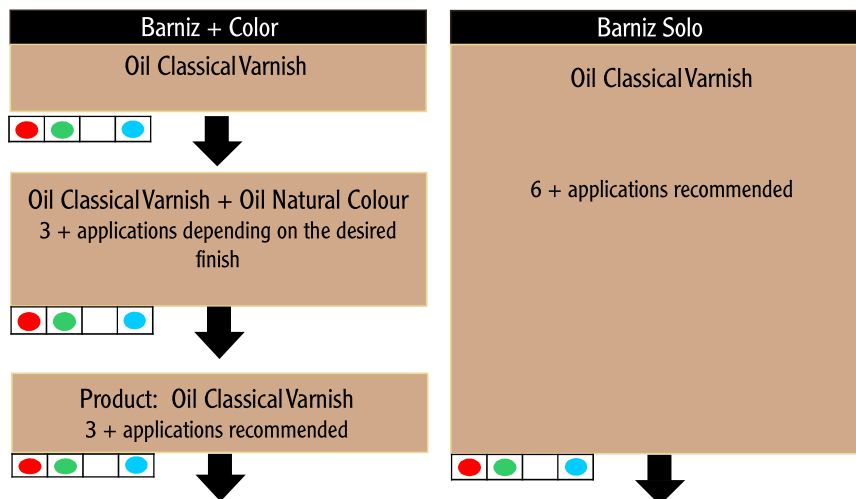 Barniz + Color
Oil Classical Varnish
Oil Classical Varnish + Oil Natural Colour
3 + applications depending on the desired
finish
Product: Oil Classical Varnish
3 + applications recommended
Barniz Solo
Oil Classical Varnish
6 + applications recommended